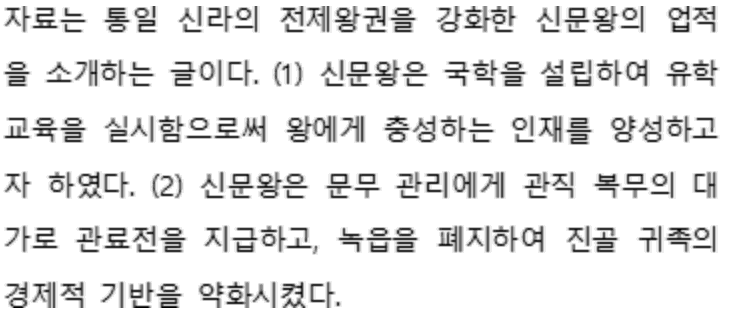 자료는 통일 신라의 전제왕권을 강화한 신문왕의 업적
을 소개하는 글이다. (1) 신문왕은 국학을 설립하여 유학
교육을 실시함으로써 왕에게 충성하는 인재를 양성하고
자 하였다. (2) 신문왕은 문무 관리에게 관직 복무의 대
가로 관료전을 지급하고, 녹읍을 폐지하여 진골 귀족의
경제적 기반을 약화시켰다.